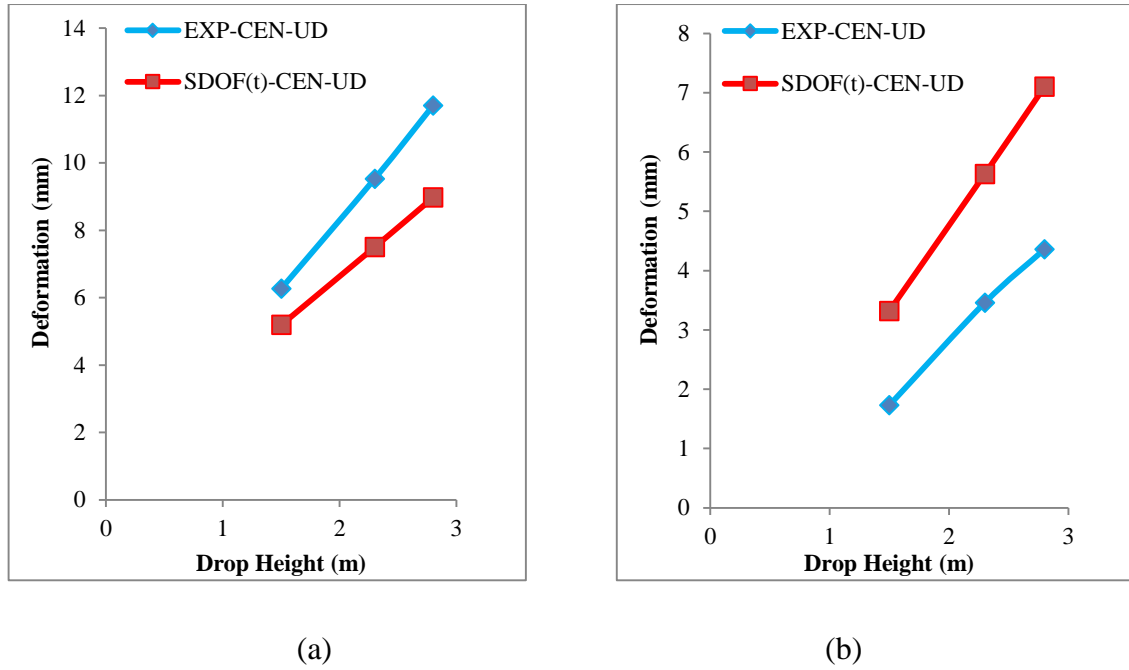 EXP-CEN-UD
SDOF(t)-CEN-UD
14
12
10
8
6
4
2
0
Deformation (mm)
0 1 2 3
Drop Height (m)
(a)
EXP-CEN-UD
SDOF(t)-CEN-UD
8
7
6
5
4
3
2
1
0
Deformation (mm)
0 1 2 3
Drop Height (m)
(b)